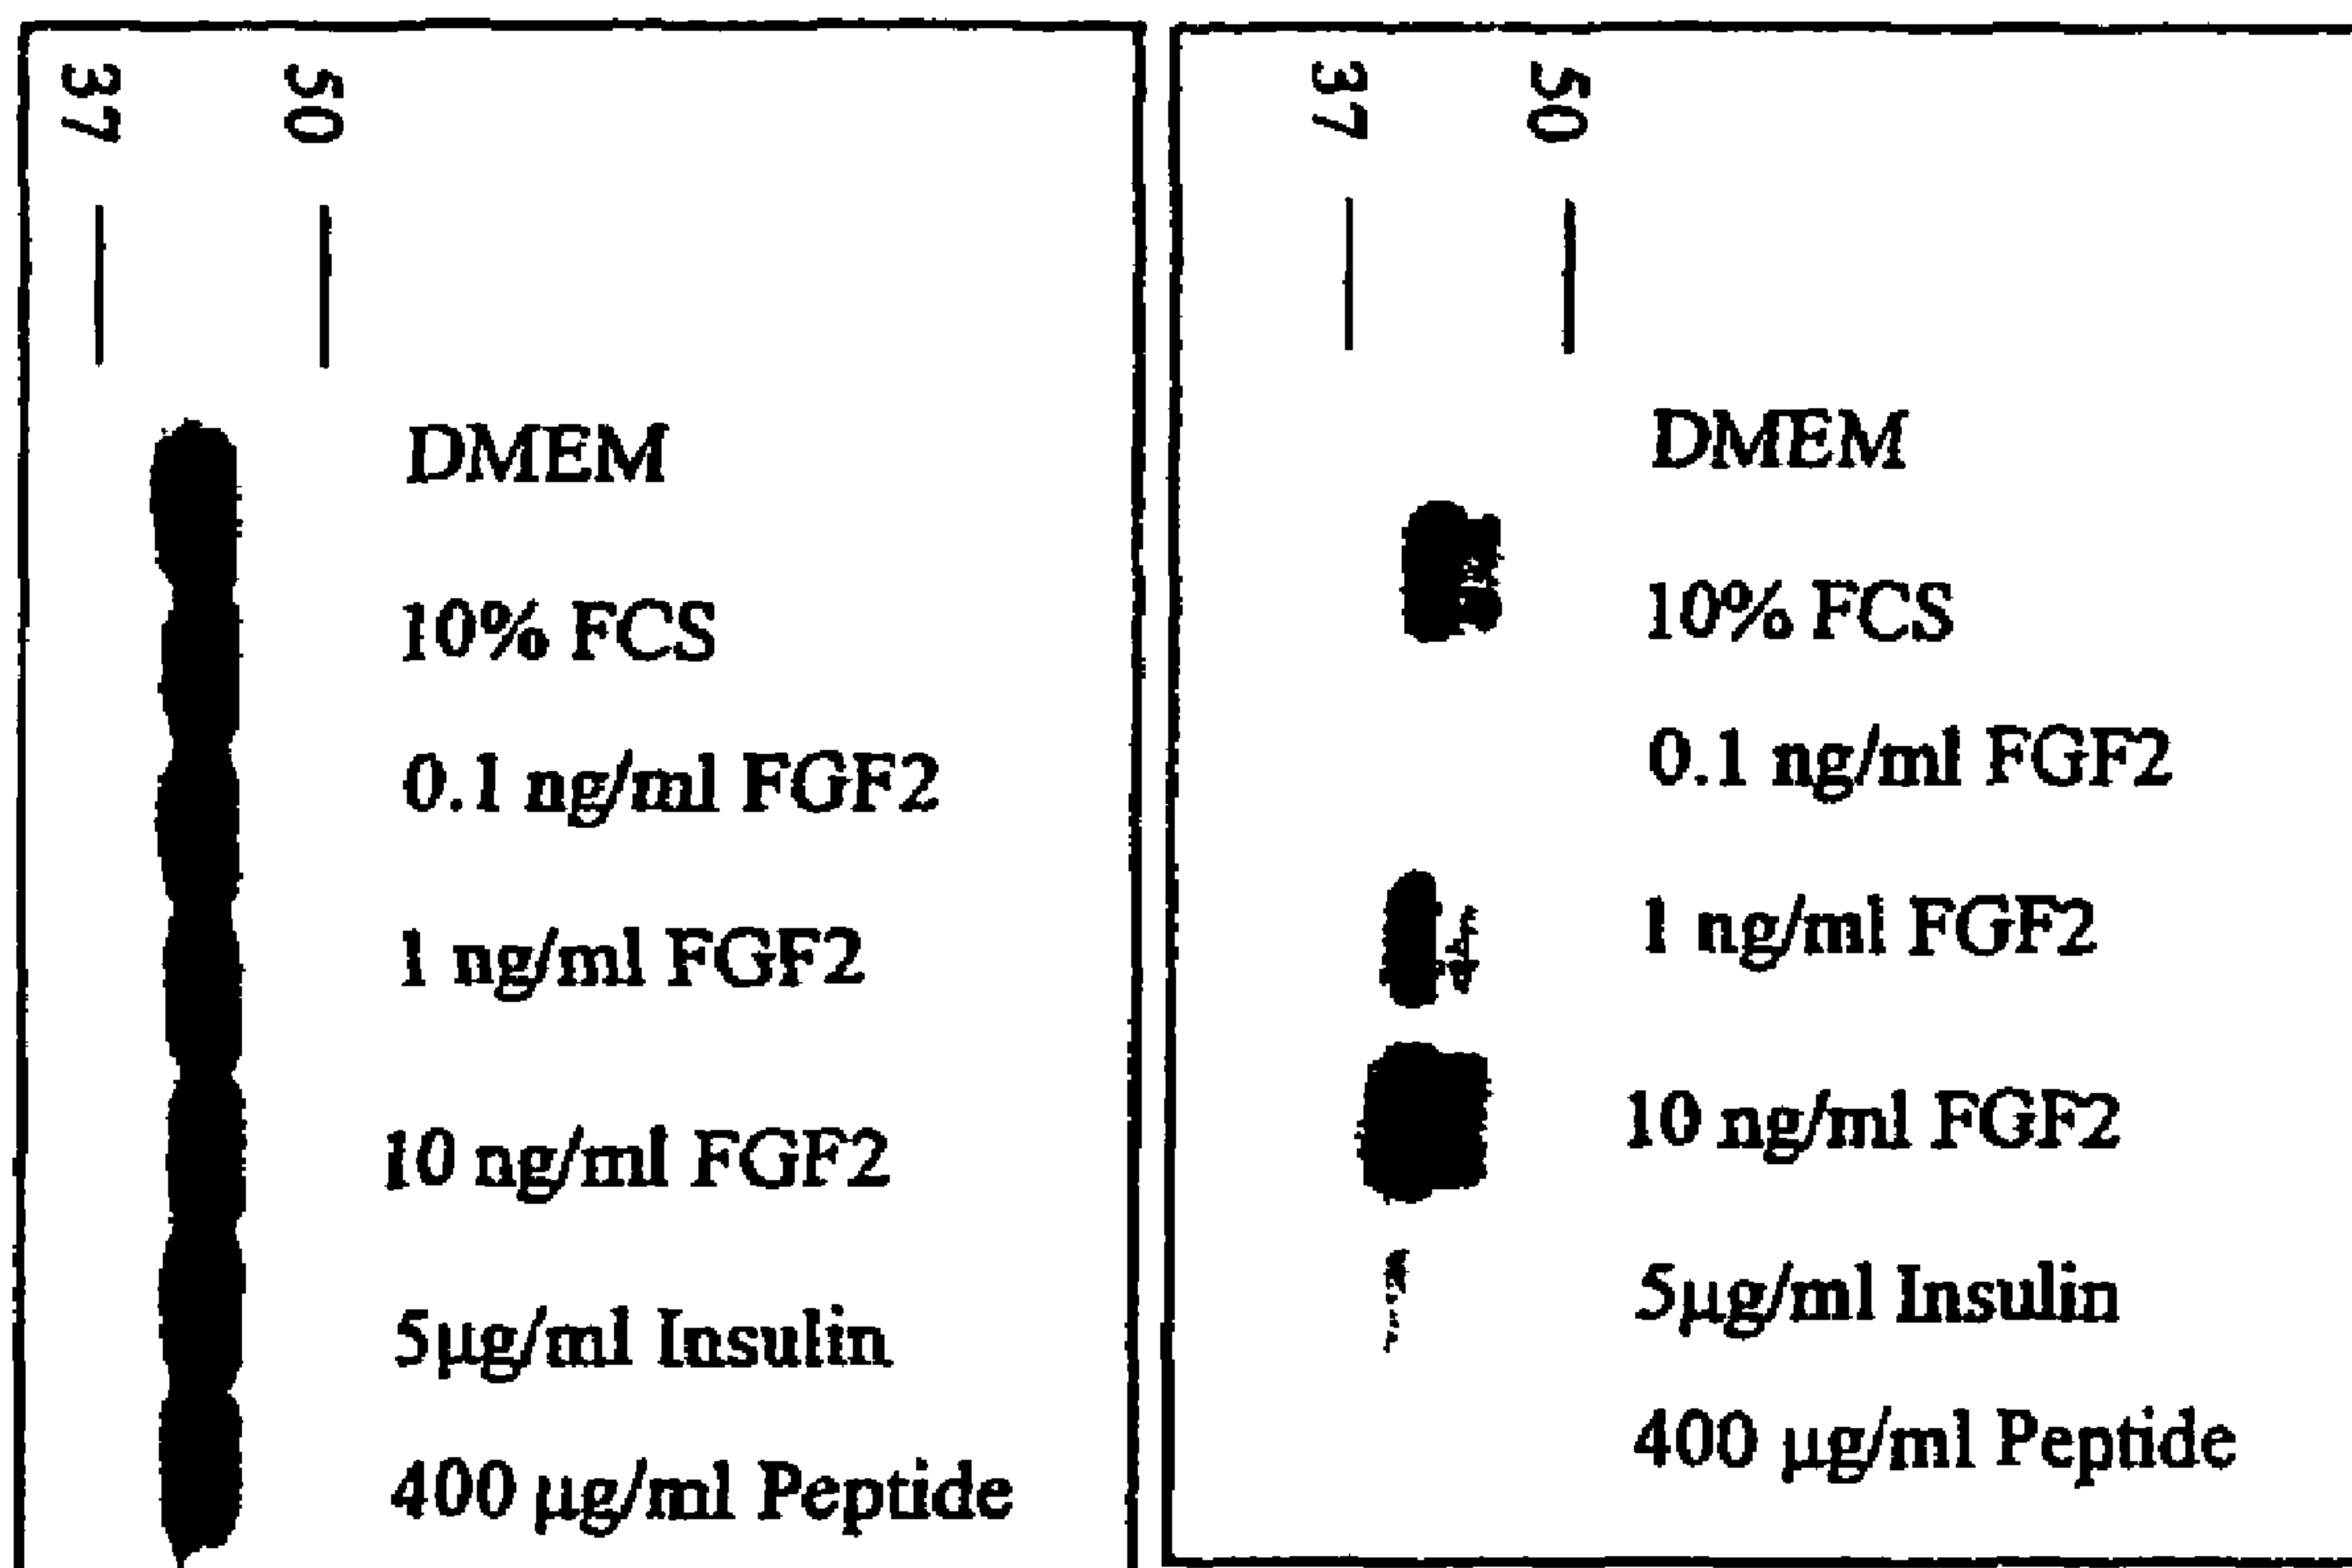 37 50
DMEM
10% FCS
0.1 ng/ml FGF2
1 ng/ml FGF2
10 ng/ml FGF2
5µg/ml Insulin
400 µg/ml Peptide
37 50
DMEM
10% FCS
0.1 ng/ml FGF2
1 ng/ml FGF2
10 ng/ml FGF2
5µg/ml Insulin
400 µg/ml Peptide